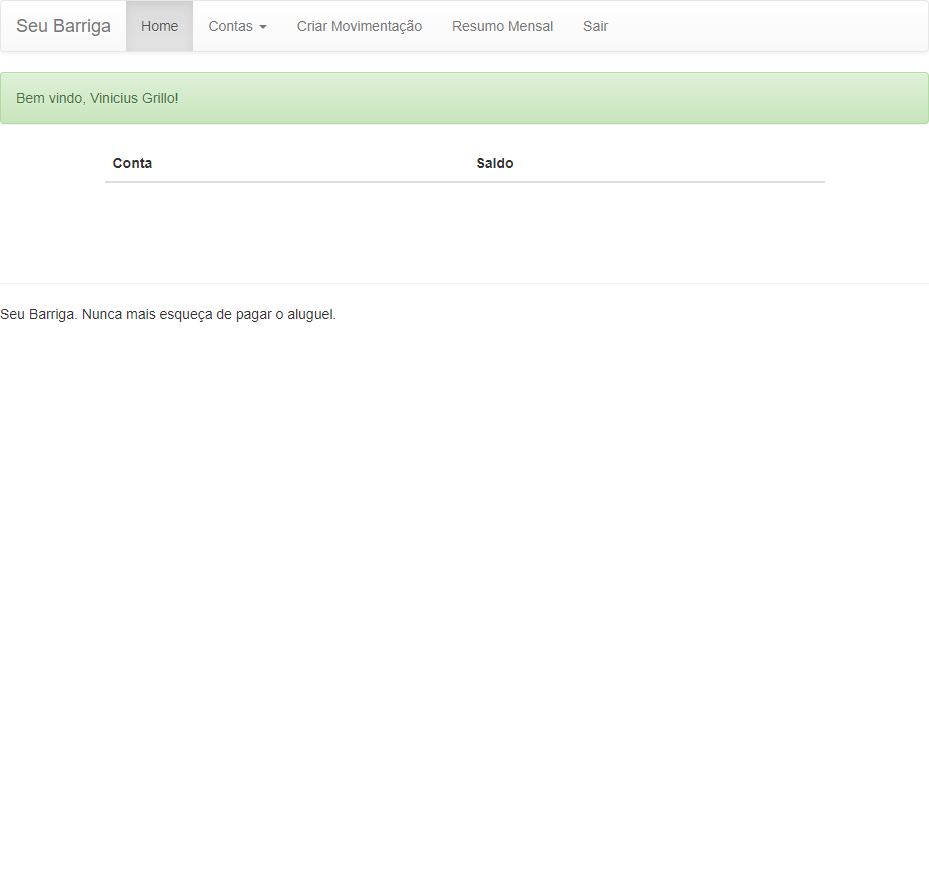 Seu Barriga Home Contas Criar Movimentação Resumo Mensal Sair
Bem vindo, Vinicius Grillo!
Conta Saldo
Seu Barriga. Nunca mais esqueça de pagar o aluguel.